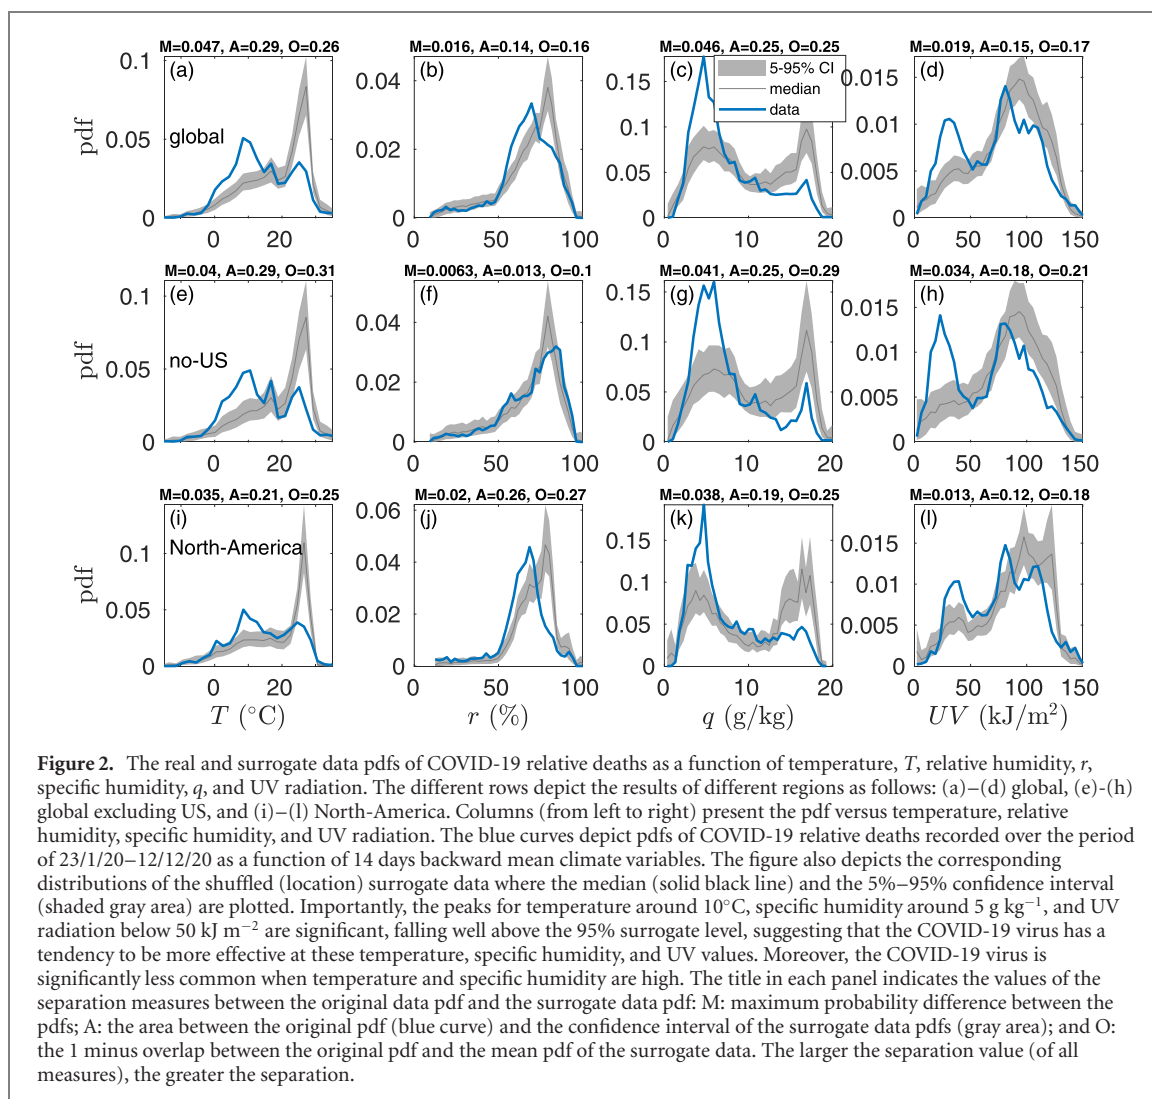 M=0.047, A=0.29, O=0.26
M=0.016, A=0.14, O=0.16
M=0.046, A=0.25, O=0.25
M=0.019, A=0.15, O=0.17
(a)
global
pdf
0.1
0.05
0
0
20
(b)
0.04
0.02
0
0
50
100
(c)
5-95% CI
median
data
0.15
0.1
0.05
0
0
10
20
(d)
0.015
0.01
0.005
0
0
50
100
150
M=0.04, A=0.29, O=0.31
M=0.0063, A=0.013, O=0.1
M=0.041, A=0.25, O=0.29
M=0.034, A=0.18, O=0.21
(e)
no-US
pdf
0.1
0.05
0
0
20
(f)
0.04
0.02
0
0
50
100
(g)
0.15
0.1
0.05
0
0
10
20
(h)
0.015
0.01
0.005
0
0
50
100
150
M=0.035, A=0.21, O=0.25
M=0.02, A=0.26, O=0.27
M=0.038, A=0.19, O=0.25
M=0.013, A=0.12, O=0.18
(i)
North-America
pdf
0.1
0.05
0
0
20
T (°C)
(j)
0.06
0.04
0.02
0
0
50
100
r (%)
(k)
0.15
0.1
0.05
0
0
10
20
q (g/kg)
(l)
0.015
0.01
0.005
0
0
50
100
150
UV (kJ/m²)
Figure 2. The real and surrogate data pdfs of COVID-19 relative deaths as a function of temperature, T, relative humidity, r,
specific humidity, q, and UV radiation. The different rows depict the results of different regions as follows: (a)–(d) global, (e)-(h)
global excluding US, and (i)–(l) North-America. Columns (from left to right) present the pdf versus temperature, relative
humidity, specific humidity, and UV radiation. The blue curves depict pdfs of COVID-19 relative deaths recorded over the period
of 23/1/20–12/12/20 as a function of 14 days backward mean climate variables. The figure also depicts the corresponding
distributions of the shuffled (location) surrogate data where the median (solid black line) and the 5%–95% confidence interval
(shaded gray area) are plotted. Importantly, the peaks for temperature around 10°C, specific humidity around 5 g kg⁻¹, and UV
radiation below 50 kJ m⁻² are significant, falling well above the 95% surrogate level, suggesting that the COVID-19 virus has a
tendency to be more effective at these temperature, specific humidity, and UV values. Moreover, the COVID-19 virus is
significantly less common when temperature and specific humidity are high. The title in each panel indicates the values of the
separation measures between the original data pdf and the surrogate data pdf: M: maximum probability difference between the
pdfs; A: the area between the original pdf (blue curve) and the confidence interval of the surrogate data pdfs (gray area); and O:
the 1 minus overlap between the original pdf and the mean pdf of the surrogate data. The larger the separation value (of all
measures), the greater the separation.